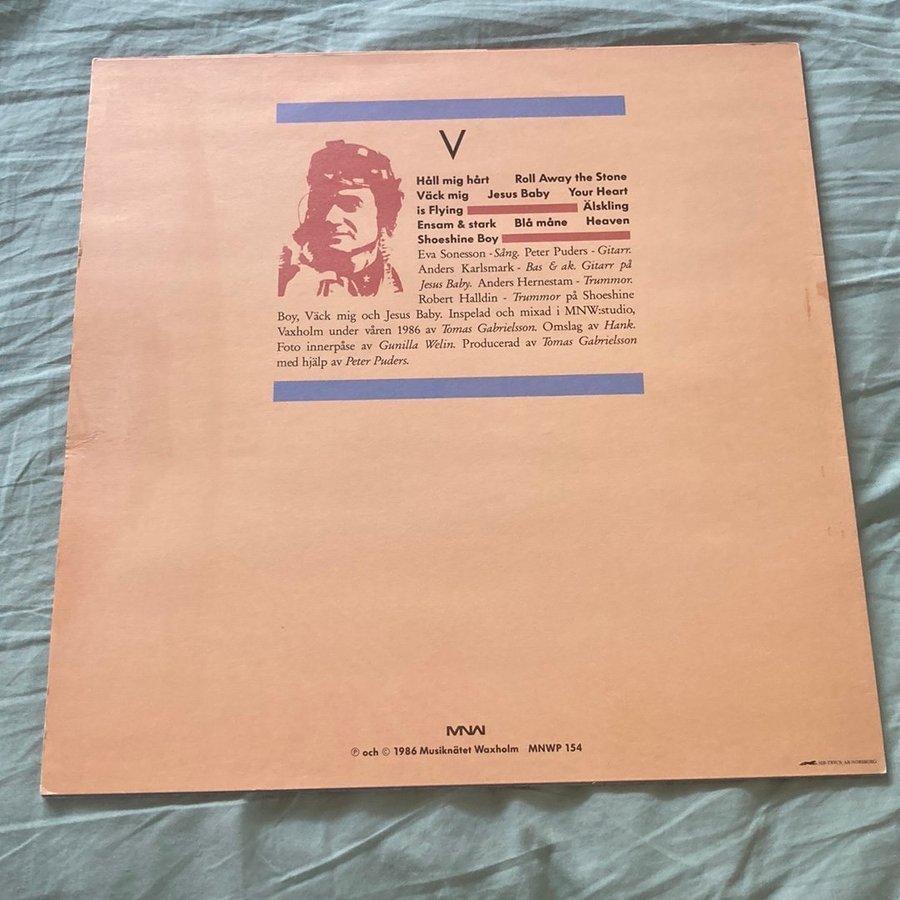 V
Håll mig hårt Roll Away the Stone
Väck mig Jesus Baby Your Heart
is Flying Älskling
Ensam & stark Blå måne Heaven
Shoeshine Boy
Eva Sonesson - Sång. Peter Puders - Gitarr.
Anders Karlsmark - Bas & ak. Gitarr på
Jesus Baby. Anders Hernestam - Trummor.
Robert Halldin - Trummor på Shoeshine
Boy, Väck mig och Jesus Baby. Inspelad och mixad i MNW:studio,
Vaxholm under våren 1986 av Tomas Gabrielsson. Omslag av Hank.
Foto innerpåse av Gunilla Welin. Producerad av Tomas Gabrielsson
med hjälp av Peter Puders.
MNW
℗ och © 1986 Musiknätet Waxholm MNWP 154
AB NORSBORG